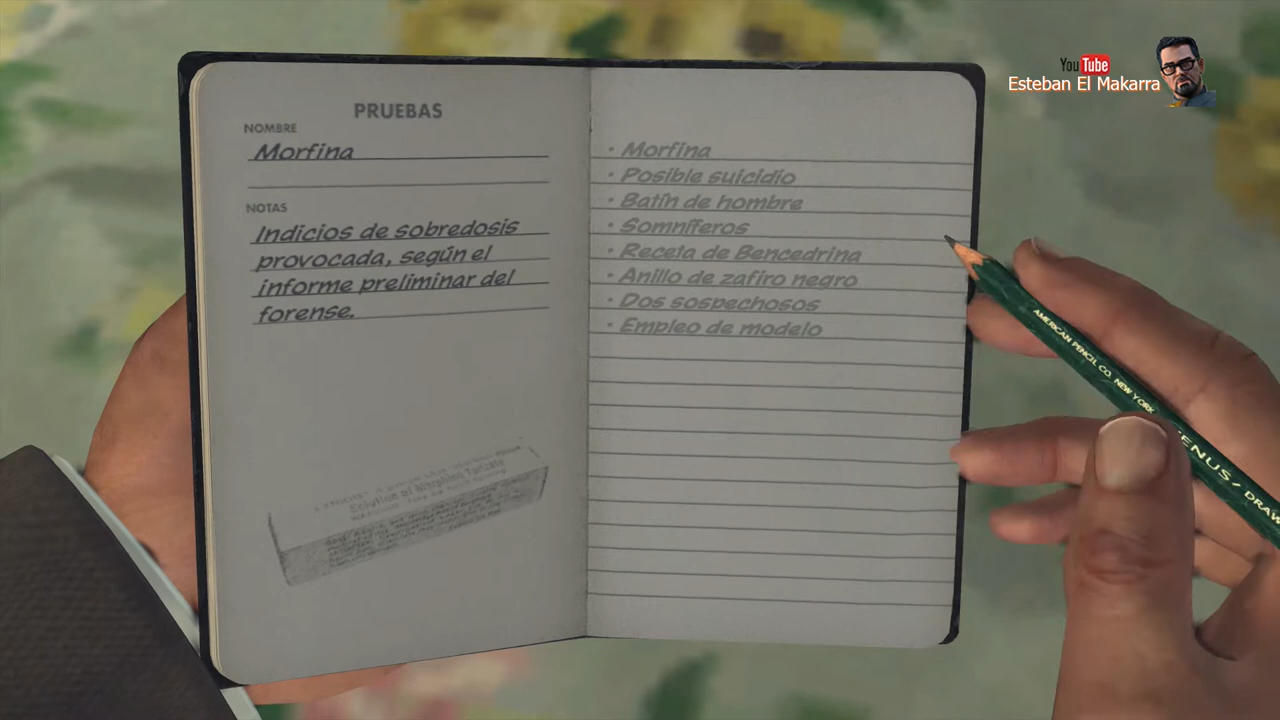 YouTube
Esteban El Makarra
PRUEBAS
NOMBRE
Morfina
NOTAS
Indicios de sobredosis
provocada, según el
informe preliminar del
forense.
Solution of Morphine Tartrate
• Morfina
• Posible suicidio
• Batín de hombre
• Somníferos
• Receta de Bencedrina
• Anillo de zafiro negro
• Dos sospechosos
• Empleo de modelo
AMERICAN PENCIL CO. NEW YORK
VENUS / DRAW